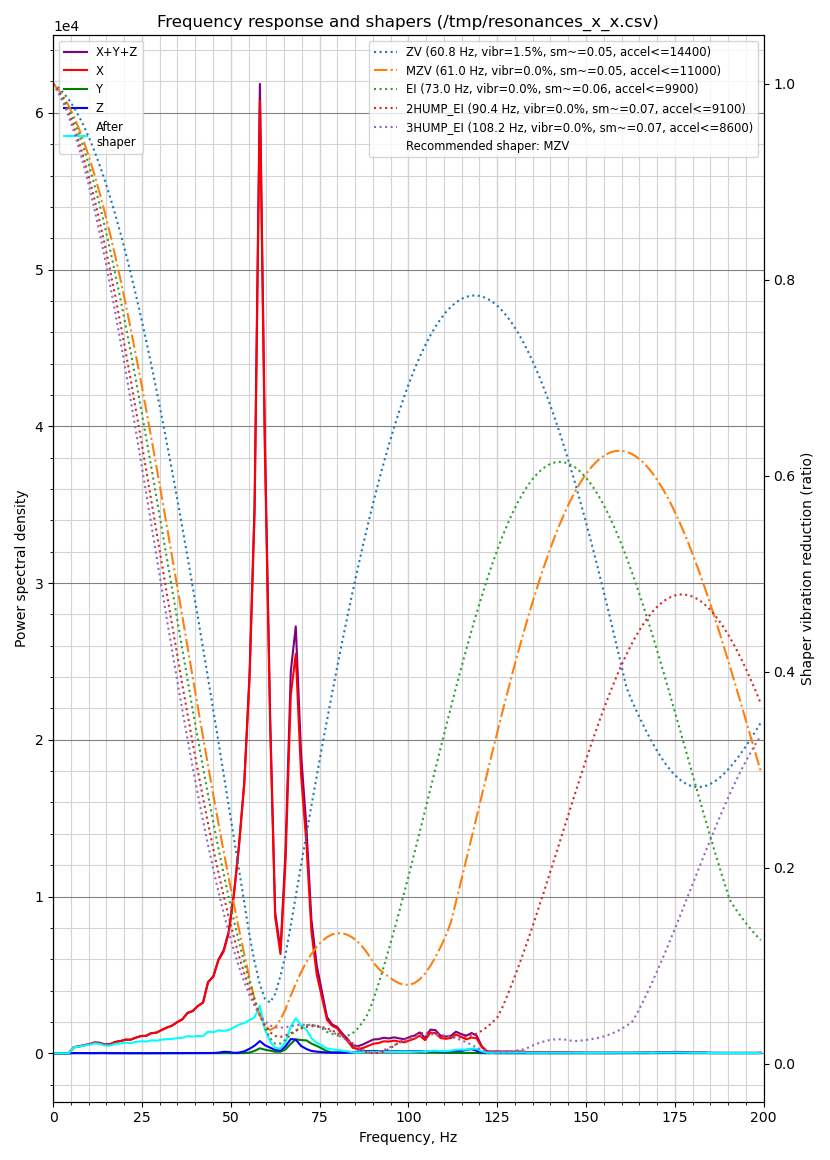 Frequency response and shapers (/tmp/resonances_x_x.csv)
1e4
X+Y+Z
X
Y
Z
After
shaper
ZV (60.8 Hz, vibr=1.5%, sm~=0.05, accel<=14400)
MZV (61.0 Hz, vibr=0.0%, sm~=0.05, accel<=11000)
EI (73.0 Hz, vibr=0.0%, sm~=0.06, accel<=9900)
2HUMP_EI (90.4 Hz, vibr=0.0%, sm~=0.07, accel<=9100)
3HUMP_EI (108.2 Hz, vibr=0.0%, sm~=0.07, accel<=8600)
Recommended shaper: MZV
Power spectral density
6
5
4
3
2
1
0
1.0
0.8
0.6
0.4
0.2
0.0
Shaper vibration reduction (ratio)
0 25 50 75 100 125 150 175 200
Frequency, Hz